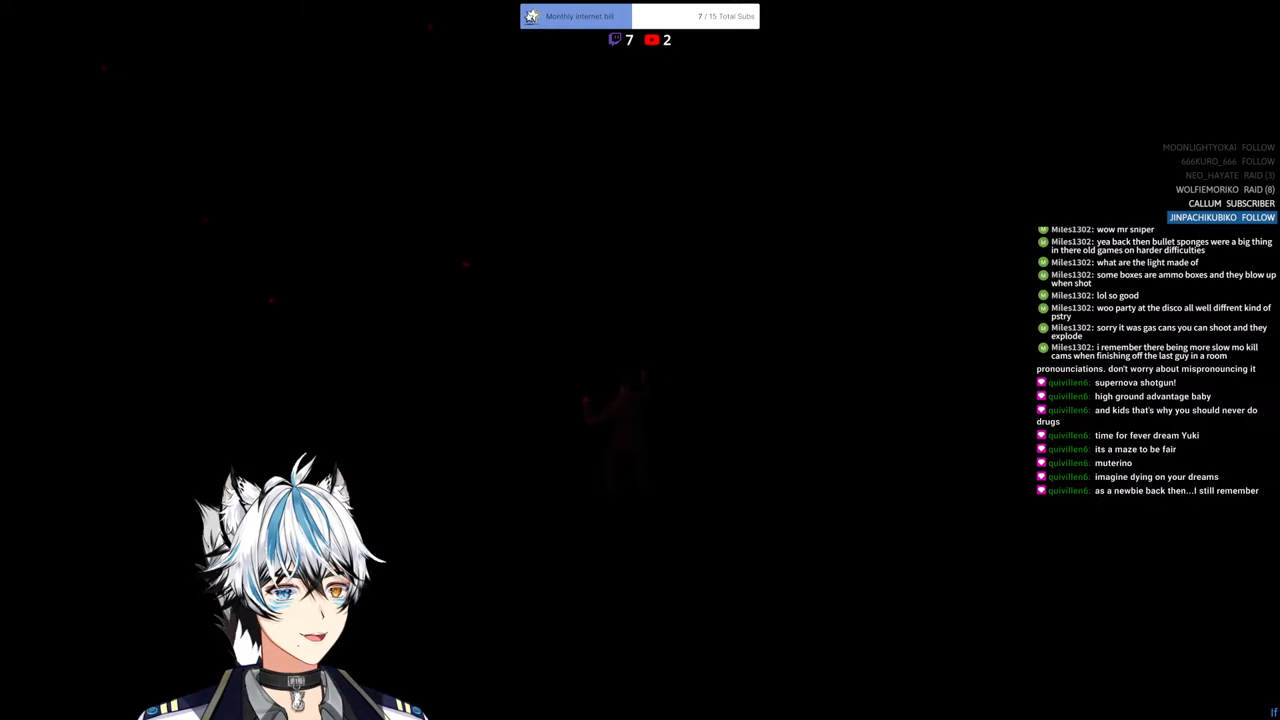 Monthly internet bill 7 / 15 Total Subs
7 2
MOONLIGHTYOKAI FOLLOW
666KURO_666 FOLLOW
NEO_HAYATE RAID (3)
WOLFIEMORIKO RAID (8)
CALLUM SUBSCRIBER
JINPACHIKUBIKO FOLLOW
Miles1302: wow mr sniper
Miles1302: yea back then bullet sponges were a big thing
in there old games on harder difficulties
Miles1302: what are the light made of
Miles1302: some boxes are ammo boxes and they blow up
when shot
Miles1302: lol so good
Miles1302: woo party at the disco all well diffrent kind of
pstry
Miles1302: sorry it was gas cans you can shoot and they
explode
Miles1302: i remember there being more slow mo kill
cams when finishing off the last guy in a room
pronounciations. don't worry about mispronouncing it
quivillen6: supernova shotgun!
quivillen6: high ground advantage baby
quivillen6: and kids that's why you should never do
drugs
quivillen6: time for fever dream Yuki
quivillen6: its a maze to be fair
quivillen6: muterino
quivillen6: imagine dying on your dreams
quivillen6: as a newbie back then...I still remember
If